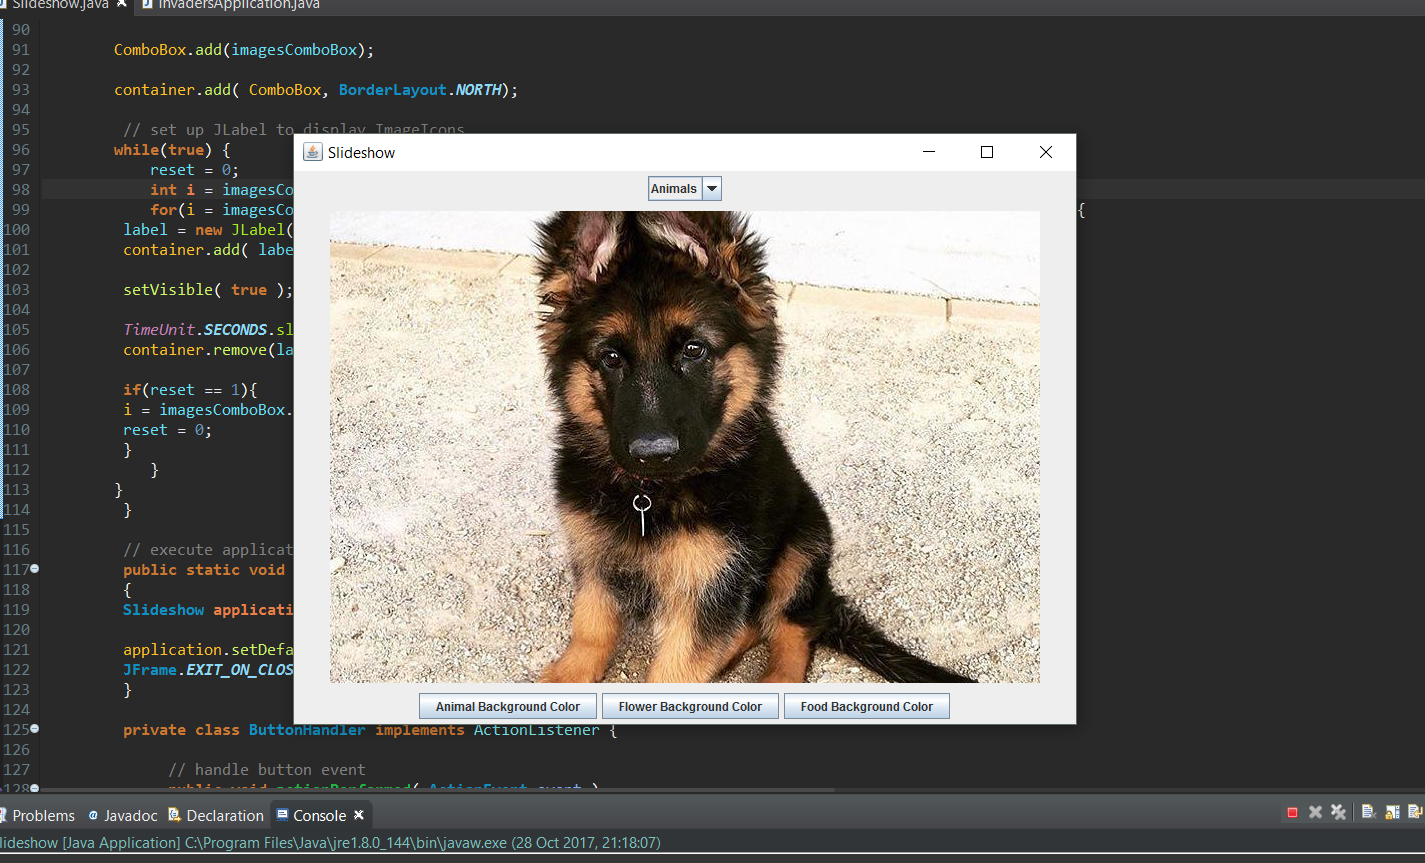 Slideshow.java InvadersApplication.java
90
91 ComboBox.add(imagesComboBox);
92
93 container.add( ComboBox, BorderLayout.NORTH);
94
95 // set up JLabel to display ImageIcons
96 while(true) {
97 reset = 0;
98 int i = imagesCo
99 for(i = imagesCo {
100 label = new JLabel(
101 container.add( labe
102
103 setVisible( true );
104
105 TimeUnit.SECONDS.sl
106 container.remove(la
107
108 if(reset == 1){
109 i = imagesComboBox.
110 reset = 0;
111 }
112 }
113 }
114 }
115
116 // execute applicat
117 public static void
118 {
119 Slideshow applicati
120
121 application.setDefa
122 JFrame.EXIT_ON_CLOS
123 }
124
125 private class ButtonHandler implements ActionListener {
126
127 // handle button event
128 public void actionPerformed( ActionEvent event )
Slideshow
Animals
Animal Background Color Flower Background Color Food Background Color
Problems @ Javadoc Declaration Console
lideshow [Java Application] C:\Program Files\Java\jre1.8.0_144\bin\javaw.exe (28 Oct 2017, 21:18:07)